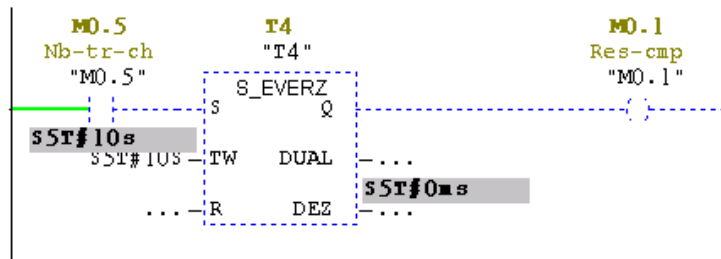 M0.5 T4 M0.1
Nb-tr-ch "T4" Res-cmp
"M0.5" "M0.1"
S_EVERZ
S Q
S5T#10s
S5T#10S TW DUAL ...
S5T#0ms
... R DEZ ...